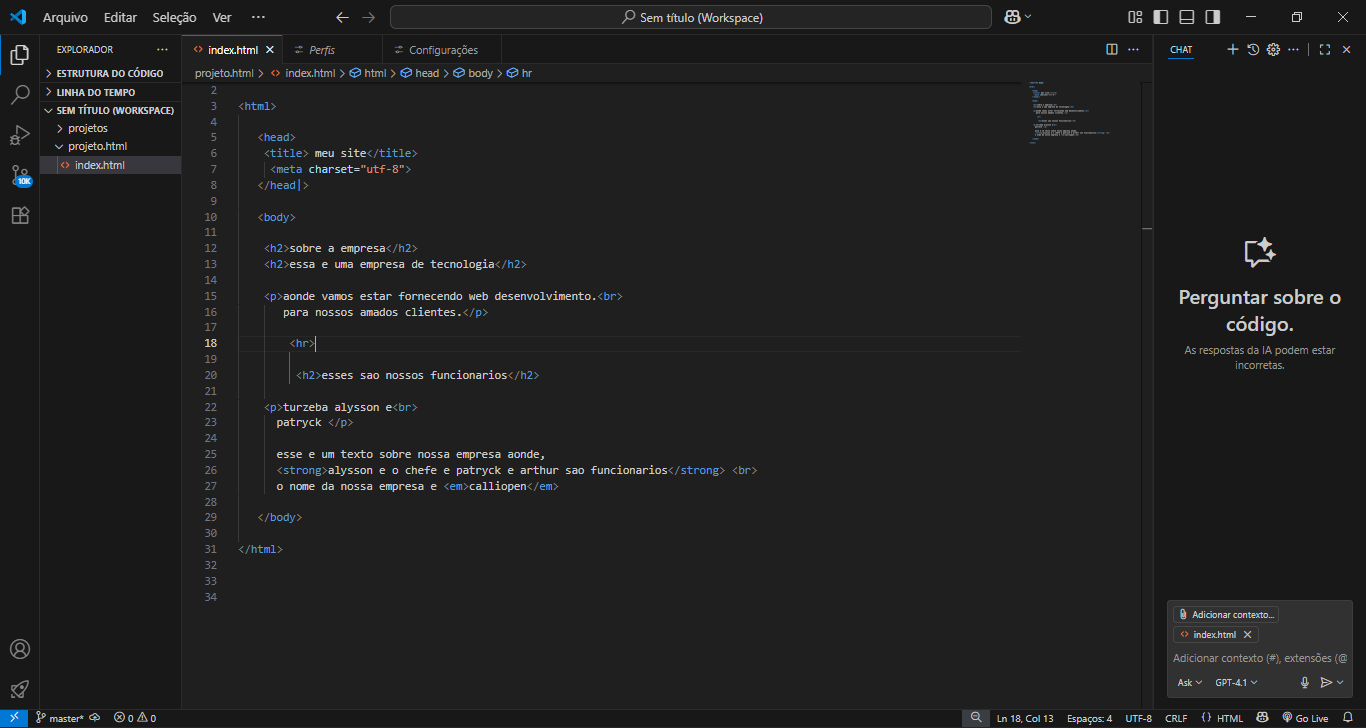 Arquivo Editar Seleção Ver ···
Sem título (Workspace)
EXPLORADOR ···
ESTRUTURA DO CÓDIGO
LINHA DO TEMPO
SEM TÍTULO (WORKSPACE)
projetos
projeto.html
index.html
10K
index.html Perfis Configurações
projeto.html > index.html > html > head > body > hr
2
3 <html>
4
5 <head>
6 <title> meu site</title>
7 <meta charset="utf-8">
8 </head|>
9
10 <body>
11
12 <h2>sobre a empresa</h2>
13 <h2>essa e uma empresa de tecnologia</h2>
14
15 <p>aonde vamos estar fornecendo web desenvolvimento.<br>
16 para nossos amados clientes.</p>
17
18 <hr>
19
20 <h2>esses sao nossos funcionarios</h2>
21
22 <p>turzeba alysson e<br>
23 patryck </p>
24
25 esse e um texto sobre nossa empresa aonde,
26 <strong>alysson e o chefe e patryck e arthur sao funcionarios</strong> <br>
27 o nome da nossa empresa e <em>calliopen</em>
28
29 </body>
30
31 </html>
32
33
34
CHAT
Perguntar sobre o
código.
As respostas da IA podem estar
incorretas.
Adicionar contexto...
index.html
Adicionar contexto (#), extensões (@
Ask GPT-4.1
master* 0 0
Ln 18, Col 13 Espaços: 4 UTF-8 CRLF HTML Go Live